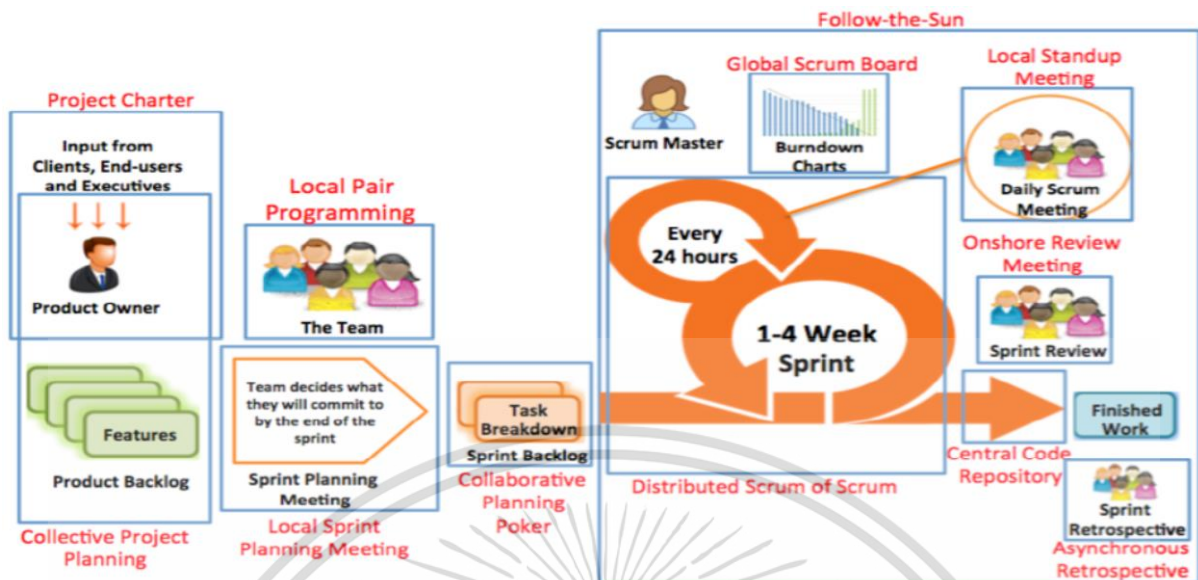 Project Charter
Input from
Clients, End-users
and Executives
Product Owner
Features
Product Backlog
Collective Project
Planning
Local Pair
Programming
The Team
Team decides what
they will commit to
by the end of the
sprint
Sprint Planning
Meeting
Local Sprint
Planning Meeting
Task
Breakdown
Sprint Backlog
Collaborative
Planning
Poker
Follow-the-Sun
Scrum Master
Global Scrum Board
Burndown
Charts
Local Standup
Meeting
Daily Scrum
Meeting
Every
24 hours
1-4 Week
Sprint
Distributed Scrum of Scrum
Onshore Review
Meeting
Sprint Review
Central Code
Repository
Finished
Work
Sprint
Retrospective
Asynchronous
Retrospective